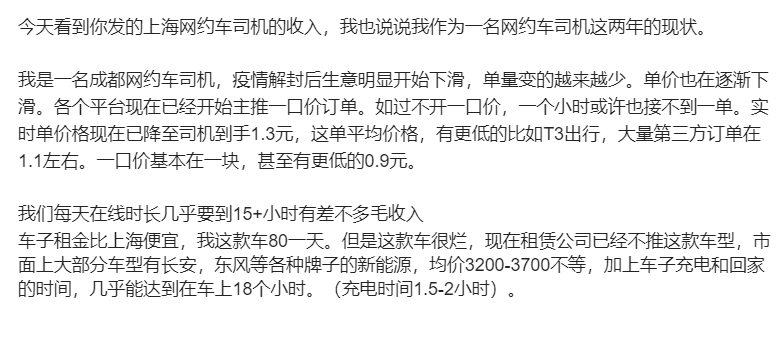 今天看到你发的上海网约车司机的收入，我也说说我作为一名网约车司机这两年的现状。
我是一名成都网约车司机，疫情解封后生意明显开始下滑，单量变的越来越少。单价也在逐渐下
滑。各个平台现在已经开始主推一口价订单。如过不开一口价，一个小时或许也接不到一单。实
时单价格现在已降至司机到手1.3元，这单平均价格，有更低的比如T3出行，大量第三方订单在
1.1左右。一口价基本在一块，甚至有更低的0.9元。
我们每天在线时长几乎要到15+小时有差不多毛收入
车子租金比上海便宜，我这款车80一天。但是这款车很烂，现在租赁公司已经不推这款车型，市
面上大部分车型有长安，东风等各种牌子的新能源，均价3200-3700不等，加上车子充电和回家
的时间，几乎能达到在车上18个小时。（充电时间1.5-2小时）。